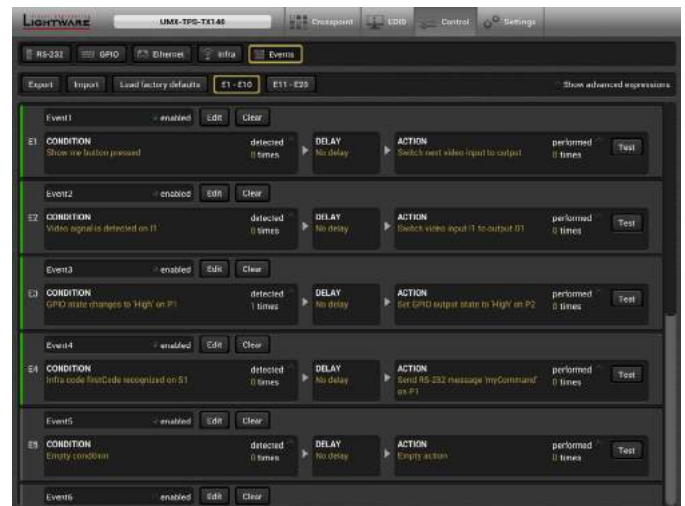 LIGHTWARE UMX-TPS-TX140 Crosspoint EDID Control Settings
RS-232 GPIO Ethernet Infra Events
Export Import Load factory defaults E1 - E10 E11 - E20 Show advanced expressions
Event1 enabled Edit Clear
E1 CONDITION detected DELAY ACTION performed Test
Show me button pressed 0 times No delay Switch next video input to output 0 times
Event2 enabled Edit Clear
E2 CONDITION detected DELAY ACTION performed Test
Video signal is detected on I1 0 times No delay Switch video input I1 to output O1 0 times
Event3 enabled Edit Clear
E3 CONDITION detected DELAY ACTION performed Test
GPIO state changes to 'High' on P1 1 times No delay Set GPIO output state to 'High' on P2 0 times
Event4 enabled Edit Clear
E4 CONDITION detected DELAY ACTION performed Test
Infra code firstCode recognized on S1 0 times No delay Send RS-232 message 'myCommand' 0 times
on P1
Event5 enabled Edit Clear
E5 CONDITION detected DELAY ACTION performed Test
Empty condition 0 times No delay Empty action 0 times
Event6 enabled Edit Clear